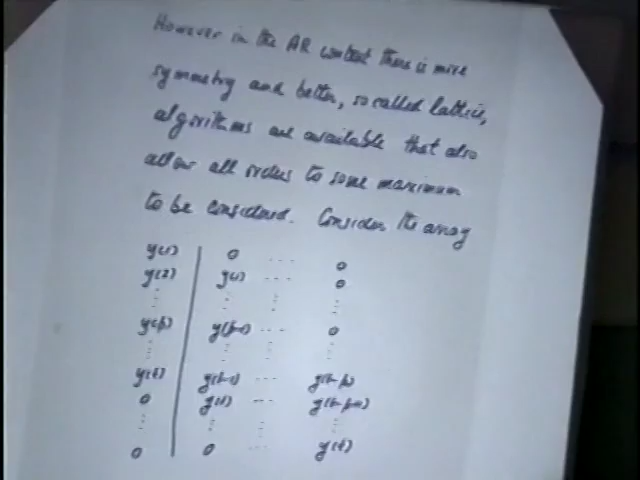 However in the AR context there is more
symmetry and better, so called lattice,
algorithms are available that also
allow all orders to some maximum
to be considered. Consider the array
y(1) | 0 ... 0
y(2) | y(1) ... 0
⋮ | ⋮ ⋮
y(p) | y(p-1) ... 0
⋮ | ⋮ ⋮
y(t) | y(t-1) ... y(t-p)
0 | y(t) ... y(t-p+1)
⋮ | ⋮ ⋮
0 | 0 ... y(t)